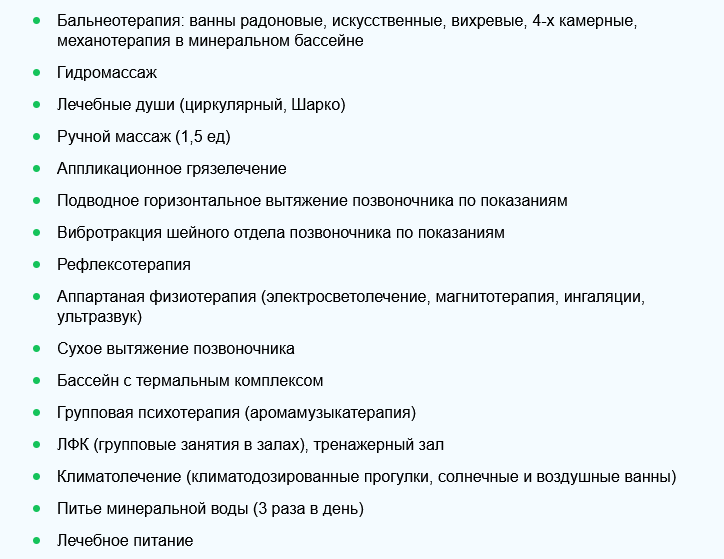 Бальнеотерапия: ванны радоновые, искусственные, вихревые, 4-х камерные,
механотерапия в минеральном бассейне
Гидромассаж
Лечебные души (циркулярный, Шарко)
Ручной массаж (1,5 ед)
Аппликационное грязелечение
Подводное горизонтальное вытяжение позвоночника по показаниям
Вибротракция шейного отдела позвоночника по показаниям
Рефлексотерапия
Аппартаная физиотерапия (электросветолечение, магнитотерапия, ингаляции,
ультразвук)
Сухое вытяжение позвоночника
Бассейн с термальным комплексом
Групповая психотерапия (аромамузыкатерапия)
ЛФК (групповые занятия в залах), тренажерный зал
Климатолечение (климатодозированные прогулки, солнечные и воздушные ванны)
Питье минеральной воды (3 раза в день)
Лечебное питание